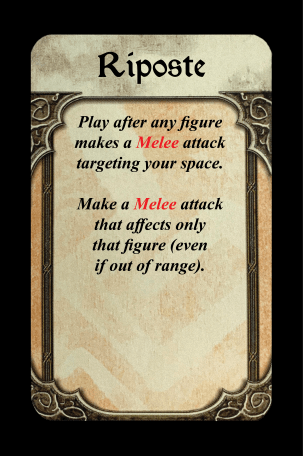 Riposte
Play after any figure
makes a Melee attack
targeting your space.
Make a Melee attack
that affects only
that figure (even
if out of range).